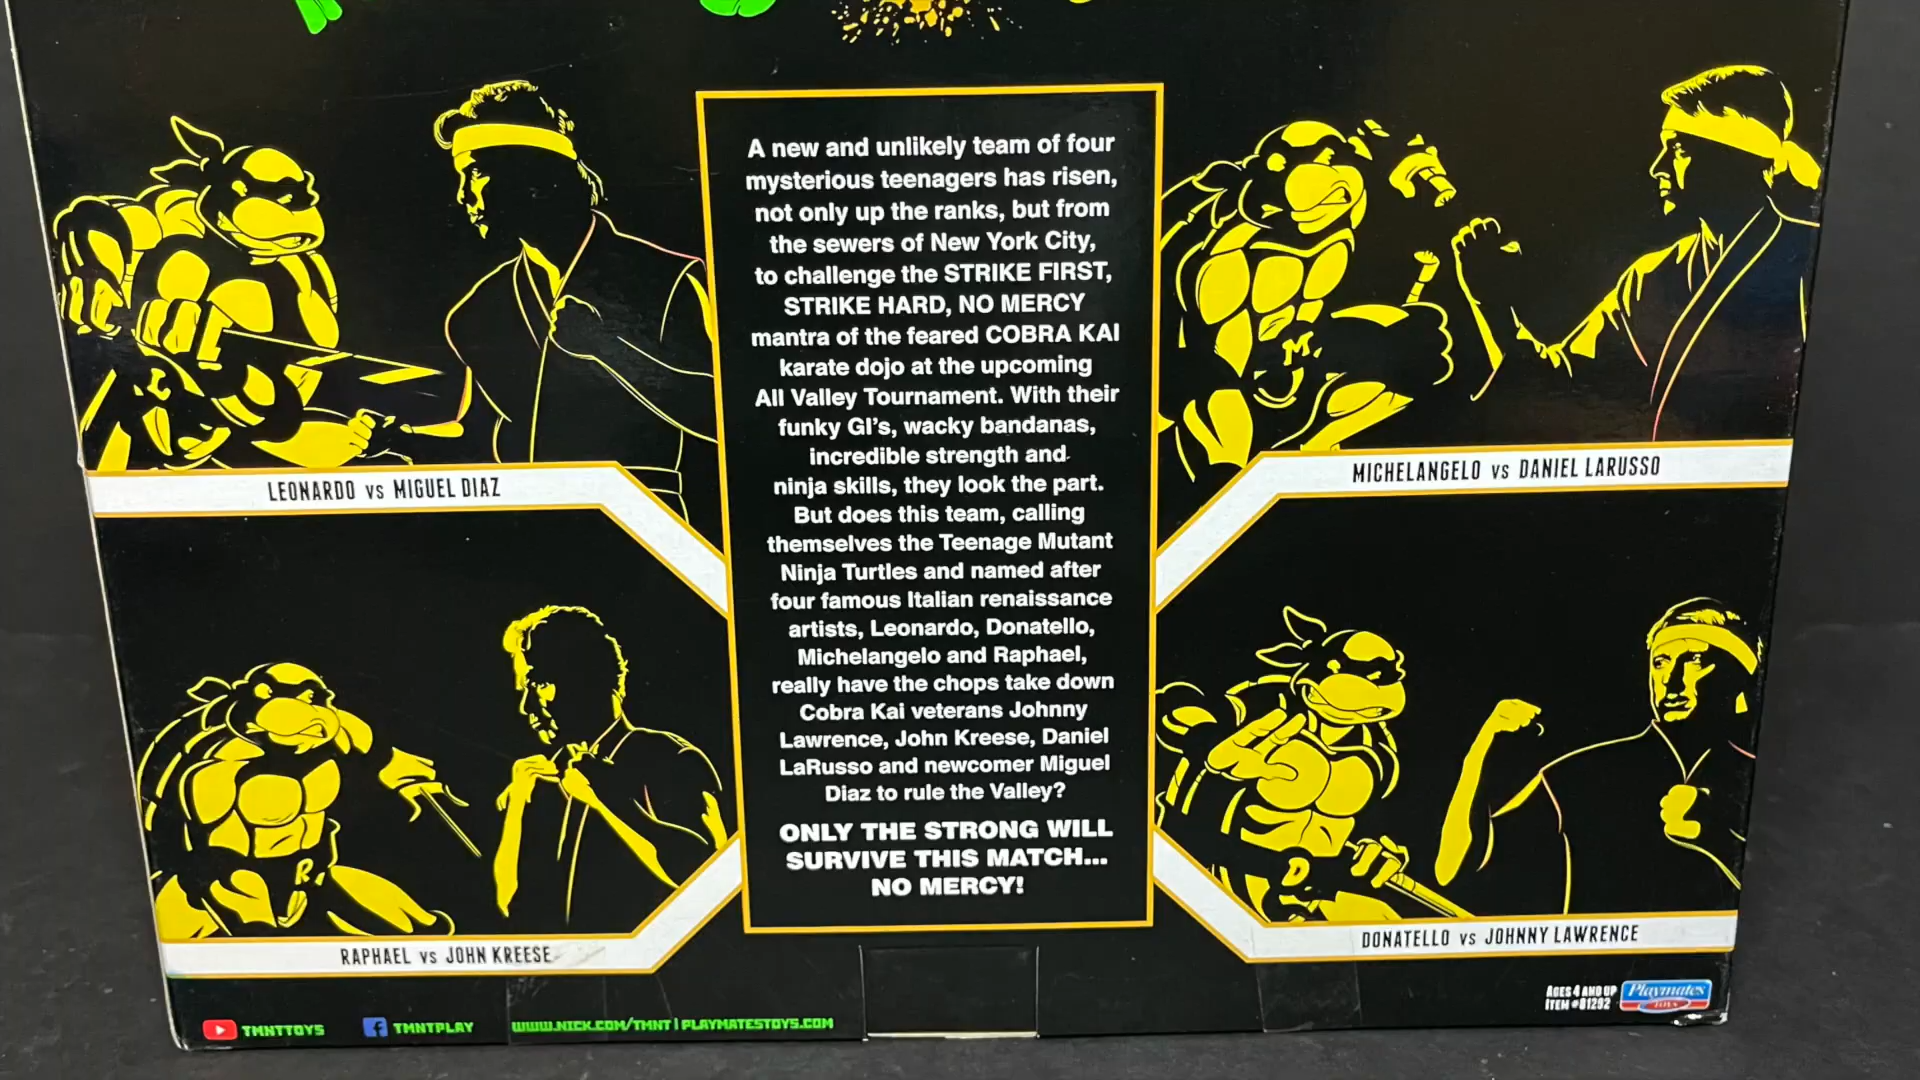 A new and unlikely team of four
mysterious teenagers has risen,
not only up the ranks, but from
the sewers of New York City,
to challenge the STRIKE FIRST,
STRIKE HARD, NO MERCY
mantra of the feared COBRA KAI
karate dojo at the upcoming
All Valley Tournament. With their
funky GI's, wacky bandanas,
incredible strength and
ninja skills, they look the part.
But does this team, calling
themselves the Teenage Mutant
Ninja Turtles and named after
four famous Italian renaissance
artists, Leonardo, Donatello,
Michelangelo and Raphael,
really have the chops take down
Cobra Kai veterans Johnny
Lawrence, John Kreese, Daniel
LaRusso and newcomer Miguel
Diaz to rule the Valley?
ONLY THE STRONG WILL
SURVIVE THIS MATCH...
NO MERCY!
LEONARDO vs MIGUEL DIAZ
M
MICHELANGELO vs DANIEL LARUSSO
R
RAPHAEL vs JOHN KREESE
D
DONATELLO vs JOHNNY LAWRENCE
TMNTTOYS
TMNTPLAY
WWW.NICK.COM/TMNT | PLAYMATESTOYS.COM
AGES 4 AND UP
ITEM #81292
Playmates
TOYS